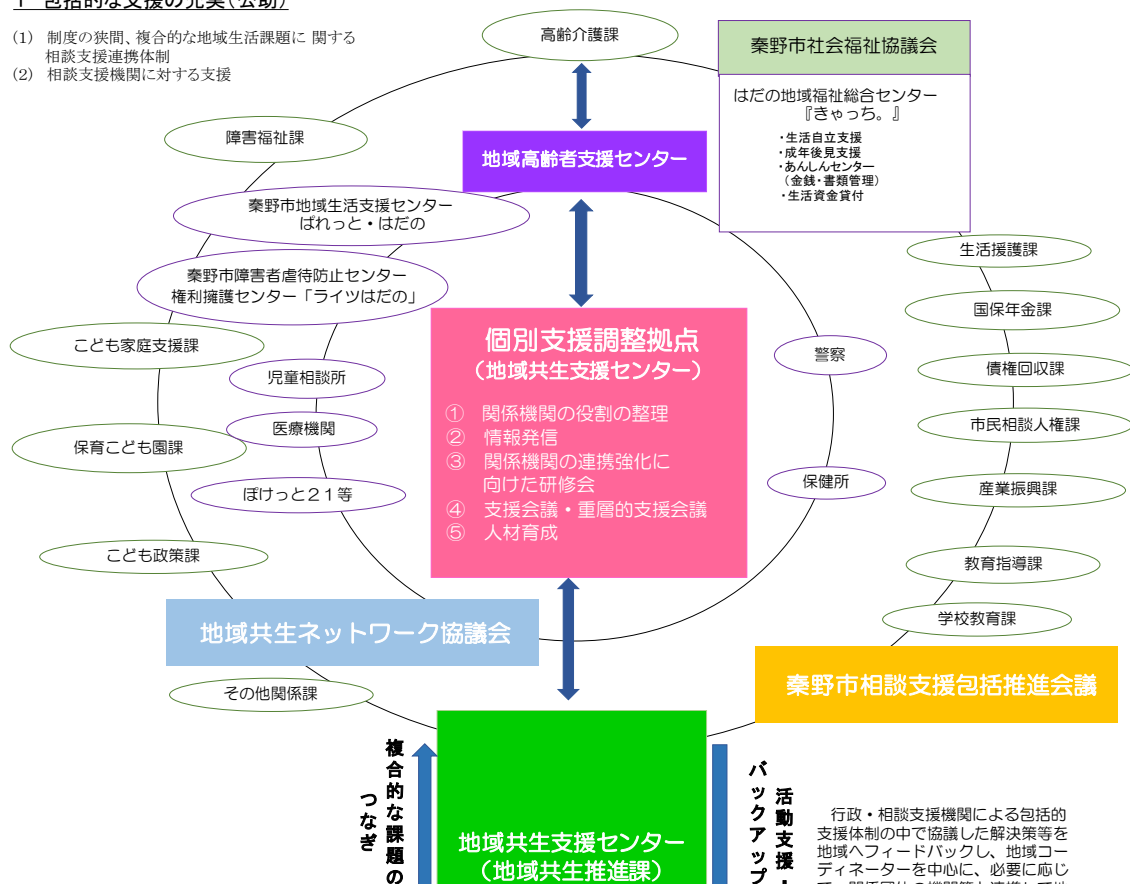 1 包括的な支援の充実(公助)
(1) 制度の狭間、複合的な地域生活課題に 関する
相談支援連携体制
(2) 相談支援機関に対する支援
高齢介護課
秦野市社会福祉協議会
はだの地域福祉総合センター
『きゃっち。』
・生活自立支援
・成年後見支援
・あんしんセンター
(金銭・書類管理)
・生活資金貸付
障害福祉課
地域高齢者支援センター
秦野市地域生活支援センター
ぱれっと・はだの
秦野市障害者虐待防止センター
権利擁護センター「ライツはだの」
生活援護課
国保年金課
個別支援調整拠点
(地域共生支援センター)
① 関係機関の役割の整理
② 情報発信
③ 関係機関の連携強化に
向けた研修会
④ 支援会議・重層的支援会議
⑤ 人材育成
こども家庭支援課
児童相談所
警察
債権回収課
医療機関
市民相談人権課
保育こども園課
ぽけっと21等
保健所
産業振興課
こども政策課
教育指導課
学校教育課
地域共生ネットワーク協議会
秦野市相談支援包括推進会議
その他関係課
複合的な課題の
つなぎ
地域共生支援センター
(地域共生推進課)
活動支援・
バックアップ
行政・相談支援機関による包括的
支援体制の中で協議した解決策等を
地域へフィードバックし、地域コー
ディネーターを中心に、必要に応じ